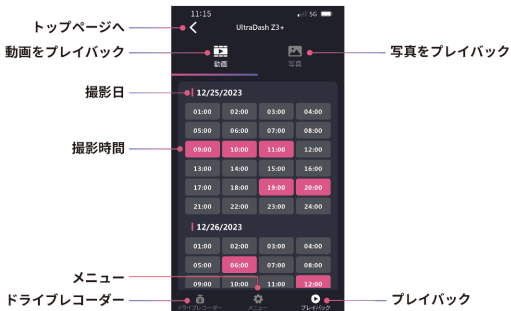 11:15
5G
トップページへ
UltraDash Z3+
動画をプレイバック
写真をプレイバック
動画
写真
撮影日
12/25/2023
01:00 02:00 03:00 04:00
05:00 06:00 07:00 08:00
撮影時間
09:00 10:00 11:00 12:00
13:00 14:00 15:00 16:00
17:00 18:00 19:00 20:00
21:00 22:00 23:00 24:00
12/26/2023
01:00 02:00 03:00 04:00
05:00 06:00 07:00 08:00
メニュー
09:00 10:00 11:00 12:00
ドライブレコーダー
プレイバック
ドライブレコーダー メニュー プレイバック